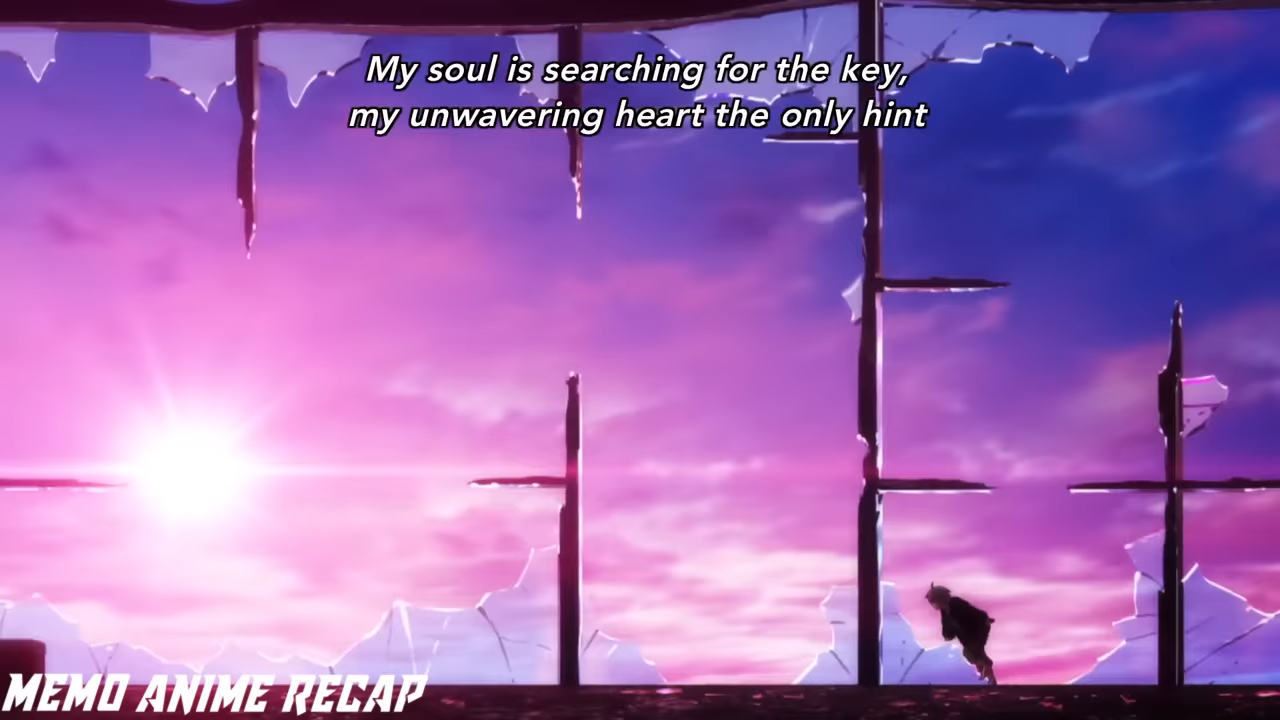 My soul is searching for the key,
my unwavering heart the only hint
MEMO ANIME RECAP